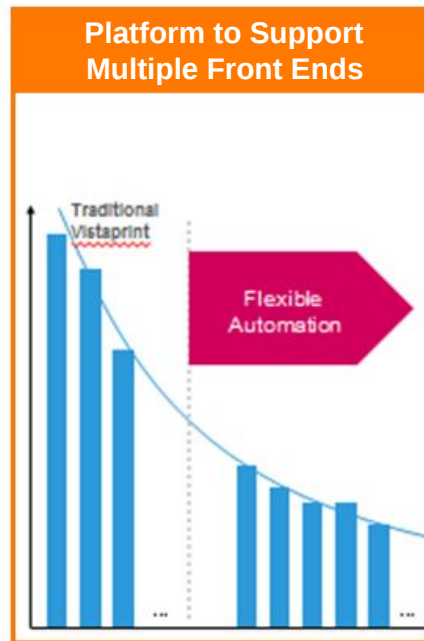 Platform to Support
Multiple Front Ends
Traditional
Vistaprint
Flexible
Automation
... ...